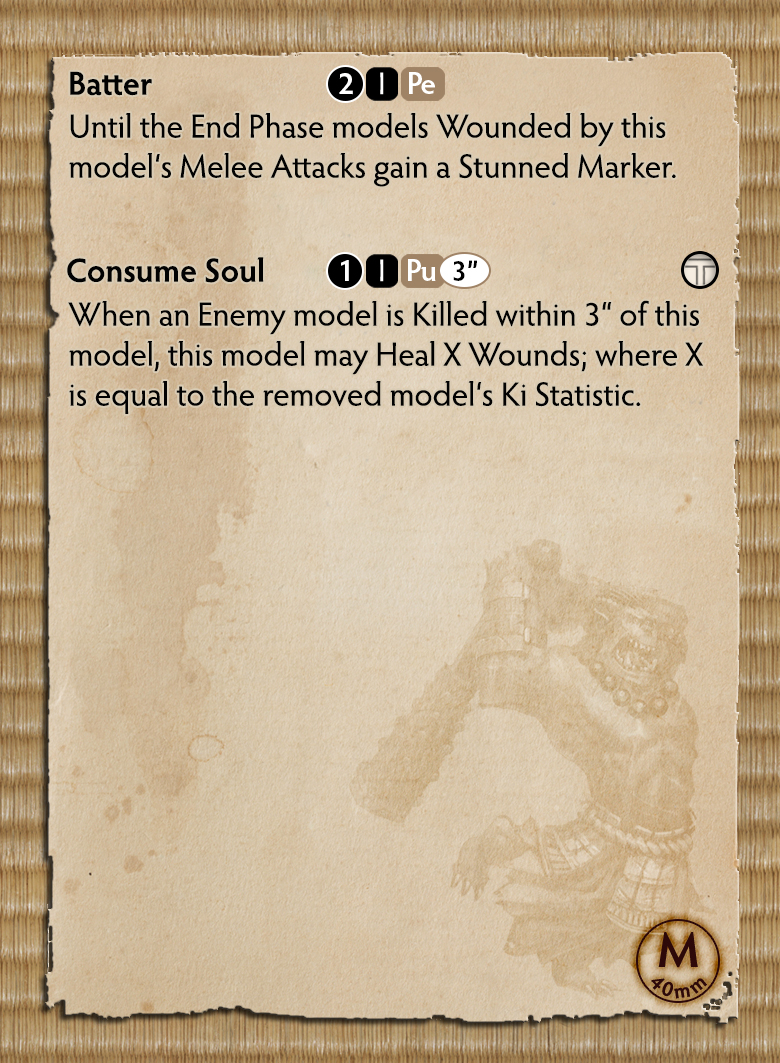 Batter 2 I Pe
Until the End Phase models Wounded by this
model's Melee Attacks gain a Stunned Marker.
Consume Soul 1 I Pu 3" T
When an Enemy model is Killed within 3" of this
model, this model may Heal X Wounds; where X
is equal to the removed model's Ki Statistic.
M
40mm